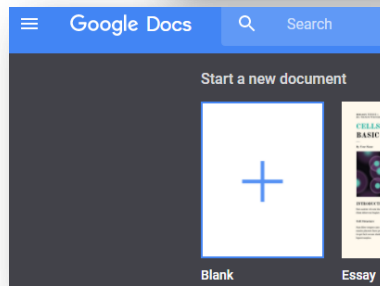 Google Docs
Search
Start a new document
CELLS
BASIC
Blank
Essay